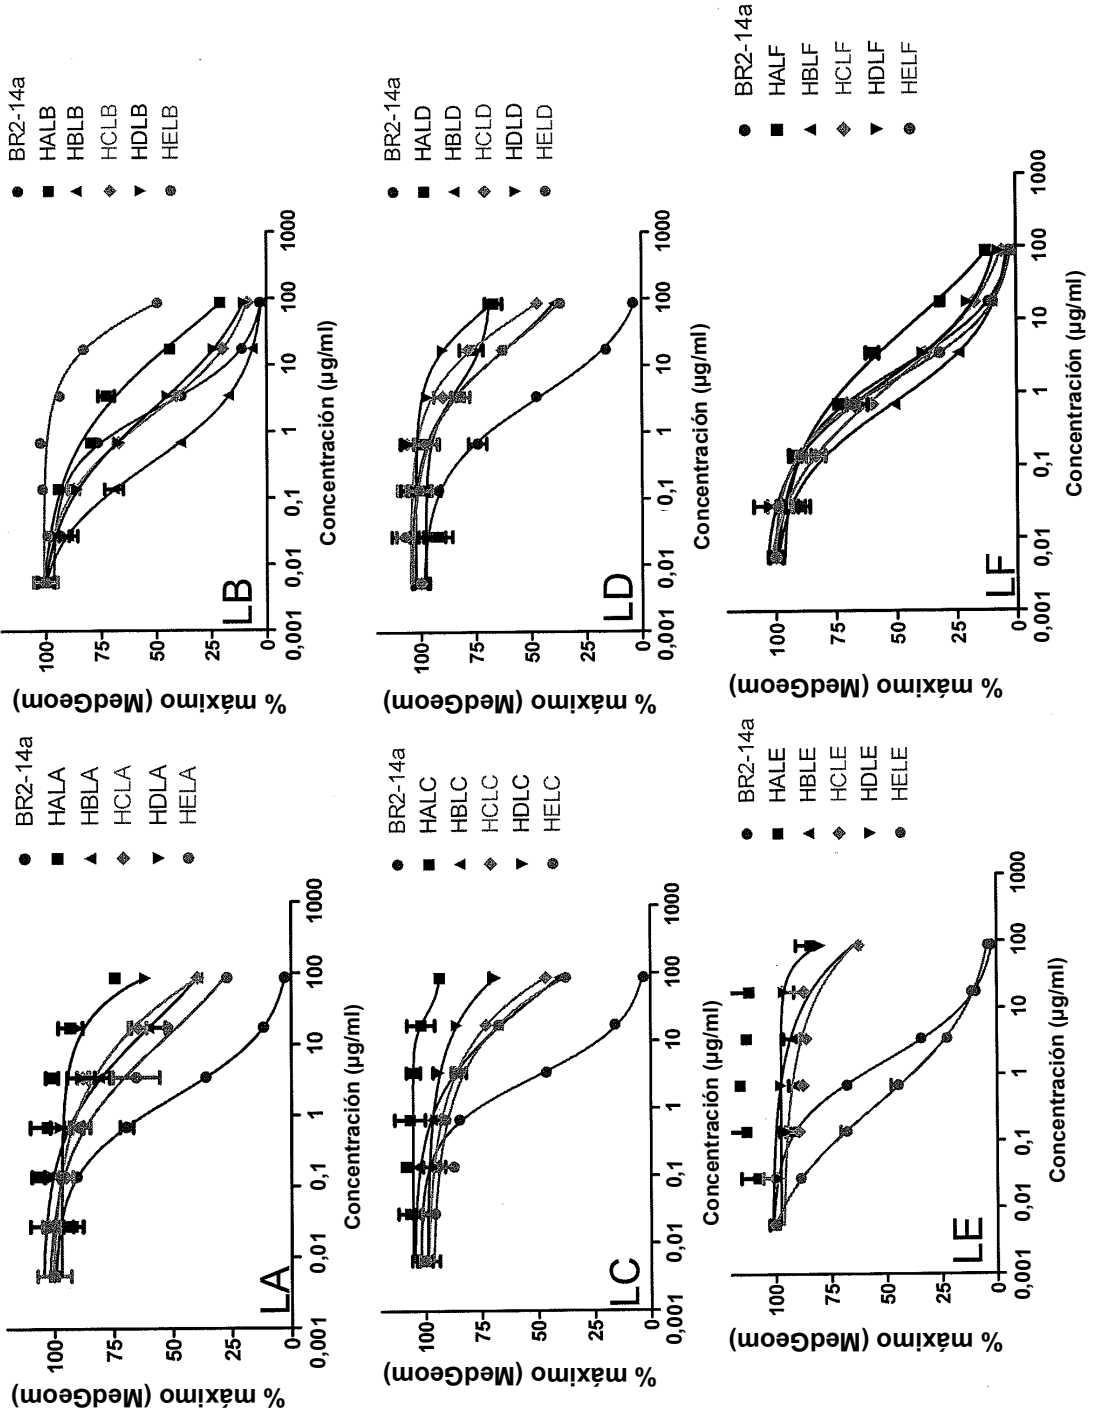 LA
% máximo (MedGeom)
100
75
50
25
0
0,001
0,01
0,1
1
10
100
1000
Concentración (µg/ml)
BR2-14a
HALA
HBLA
HCLA
HDLA
HELA
LB
% máximo (MedGeom)
100
75
50
25
0
0,001
0,01
0,1
1
10
100
1000
Concentración (µg/ml)
BR2-14a
HALB
HBLB
HCLB
HDLB
HELB
LC
% máximo (MedGeom)
100
75
50
25
0
0,001
0,01
0,1
1
10
100
1000
Concentración (µg/ml)
BR2-14a
HALC
HBLC
HCLC
HDLC
HELC
LD
% máximo (MedGeom)
100
75
50
25
0
0,001
0,01
0,1
1
10
100
1000
Concentración (µg/ml)
BR2-14a
HALD
HBLD
HCLD
HDLD
HELD
LE
% máximo (MedGeom)
100
75
50
25
0
0,001
0,01
0,1
1
10
100
1000
Concentración (µg/ml)
BR2-14a
HALE
HBLE
HCLE
HDLE
HELE
LF
% máximo (MedGeom)
100
75
50
25
0
0,001
0,01
0,1
1
10
100
1000
Concentración (µg/ml)
BR2-14a
HALF
HBLF
HCLF
HDLF
HELF